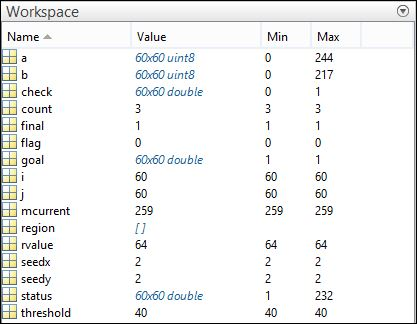 Workspace
Name Value Min Max
a 60x60 uint8 0 244
b 60x60 uint8 0 217
check 60x60 double 0 1
count 3 3 3
final 1 1 1
flag 0 0 0
goal 60x60 double 1 1
i 60 60 60
j 60 60 60
mcurrent 259 259 259
region []
rvalue 64 64 64
seedx 2 2 2
seedy 2 2 2
status 60x60 double 1 232
threshold 40 40 40